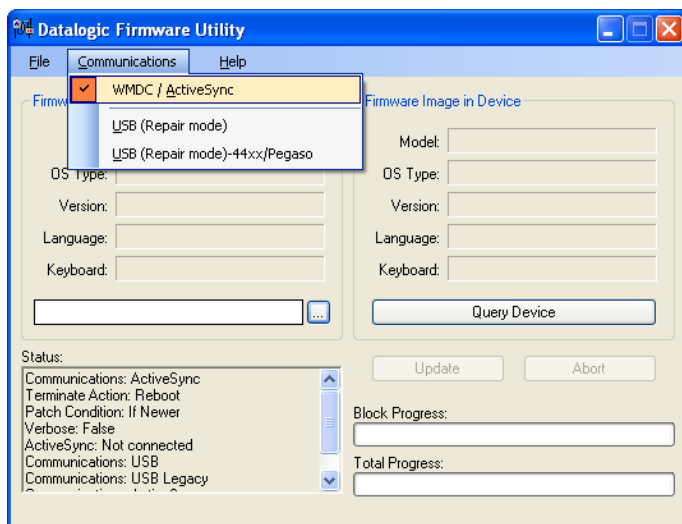 Datalogic Firmware Utility
File Communications Help
WMDC / ActiveSync
USB (Repair mode)
USB (Repair mode)-44xx/Pegaso
Firmware Image in Device
Model:
OS Type:
OS Type:
Version:
Version:
Language:
Language:
Keyboard:
Keyboard:
...
Query Device
Status:
Communications: ActiveSync
Terminate Action: Reboot
Patch Condition: If Newer
Verbose: False
ActiveSync: Not connected
Communications: USB
Communications: USB Legacy
Update
Abort
Block Progress:
Total Progress: